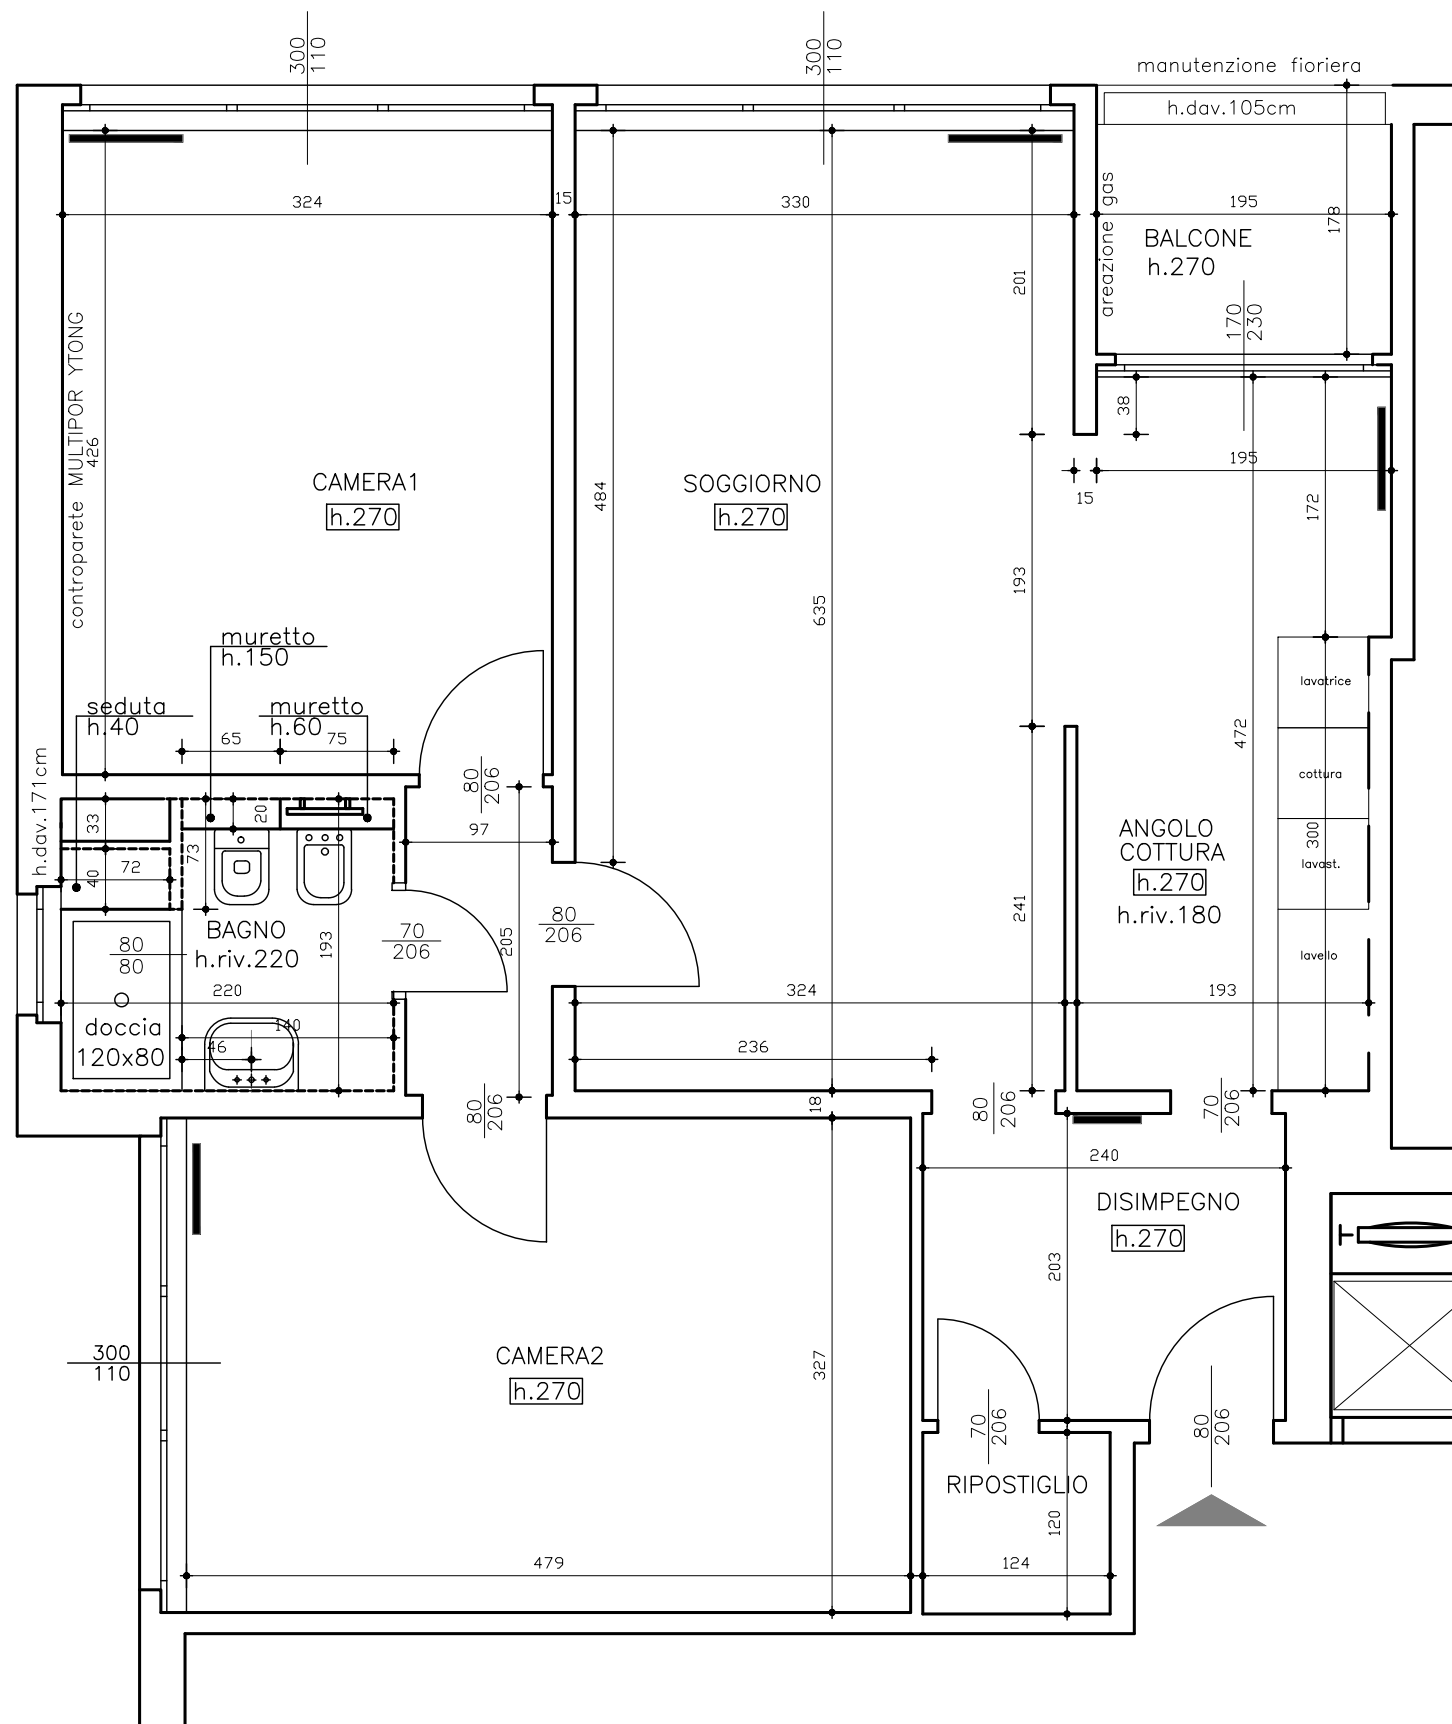 300
110
300
110
manutenzione fioriera
h.dav.105cm
324
15
330
195
178
areazione gas
BALCONE
h.270
201
170
230
controparete MULTIPOR YTONG
426
38
195
15
CAMERA1
h.270
SOGGIORNO
h.270
484
172
193
635
muretto
h.150
seduta
h.40
muretto
h.60
65
75
h.dav.171cm
80
206
472
lavatrice
cottura
33
20
97
73
72
40
ANGOLO
COTTURA
h.270
h.riv.180
300
lavast.
BAGNO
h.riv.220
80
80
193
70
206
205
80
206
241
lavello
220
324
193
doccia
120x80
140
46
236
80
206
18
80
206
70
206
240
DISIMPEGNO
h.270
203
300
110
CAMERA2
h.270
327
70
206
80
206
RIPOSTIGLIO
120
479
124